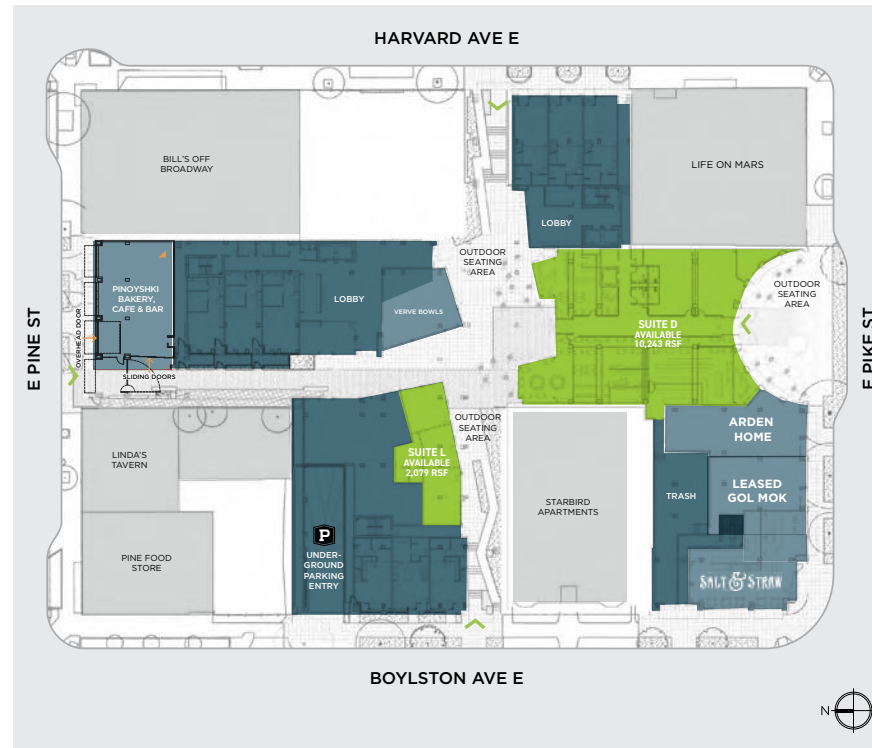 HARVARD AVE E
BILL'S OFF
BROADWAY
LIFE ON MARS
LOBBY
OUTDOOR
SEATING
AREA
PINOYSHKI
BAKERY,
CAFE & BAR
LOBBY
VERVE BOWLS
OUTDOOR
SEATING
AREA
SUITE D
AVAILABLE
10,243 RSF
E PINE ST
OVERHEAD DOOR
SLIDING DOORS
E PIKE ST
LINDA'S
TAVERN
SUITE L
AVAILABLE
2,079 RSF
OUTDOOR
SEATING
AREA
ARDEN
HOME
LEASED
GOL MOK
TRASH
STARBIRD
APARTMENTS
PINE FOOD
STORE
P
UNDER-
GROUND
PARKING
ENTRY
SALT & STRAW
BOYLSTON AVE E
N